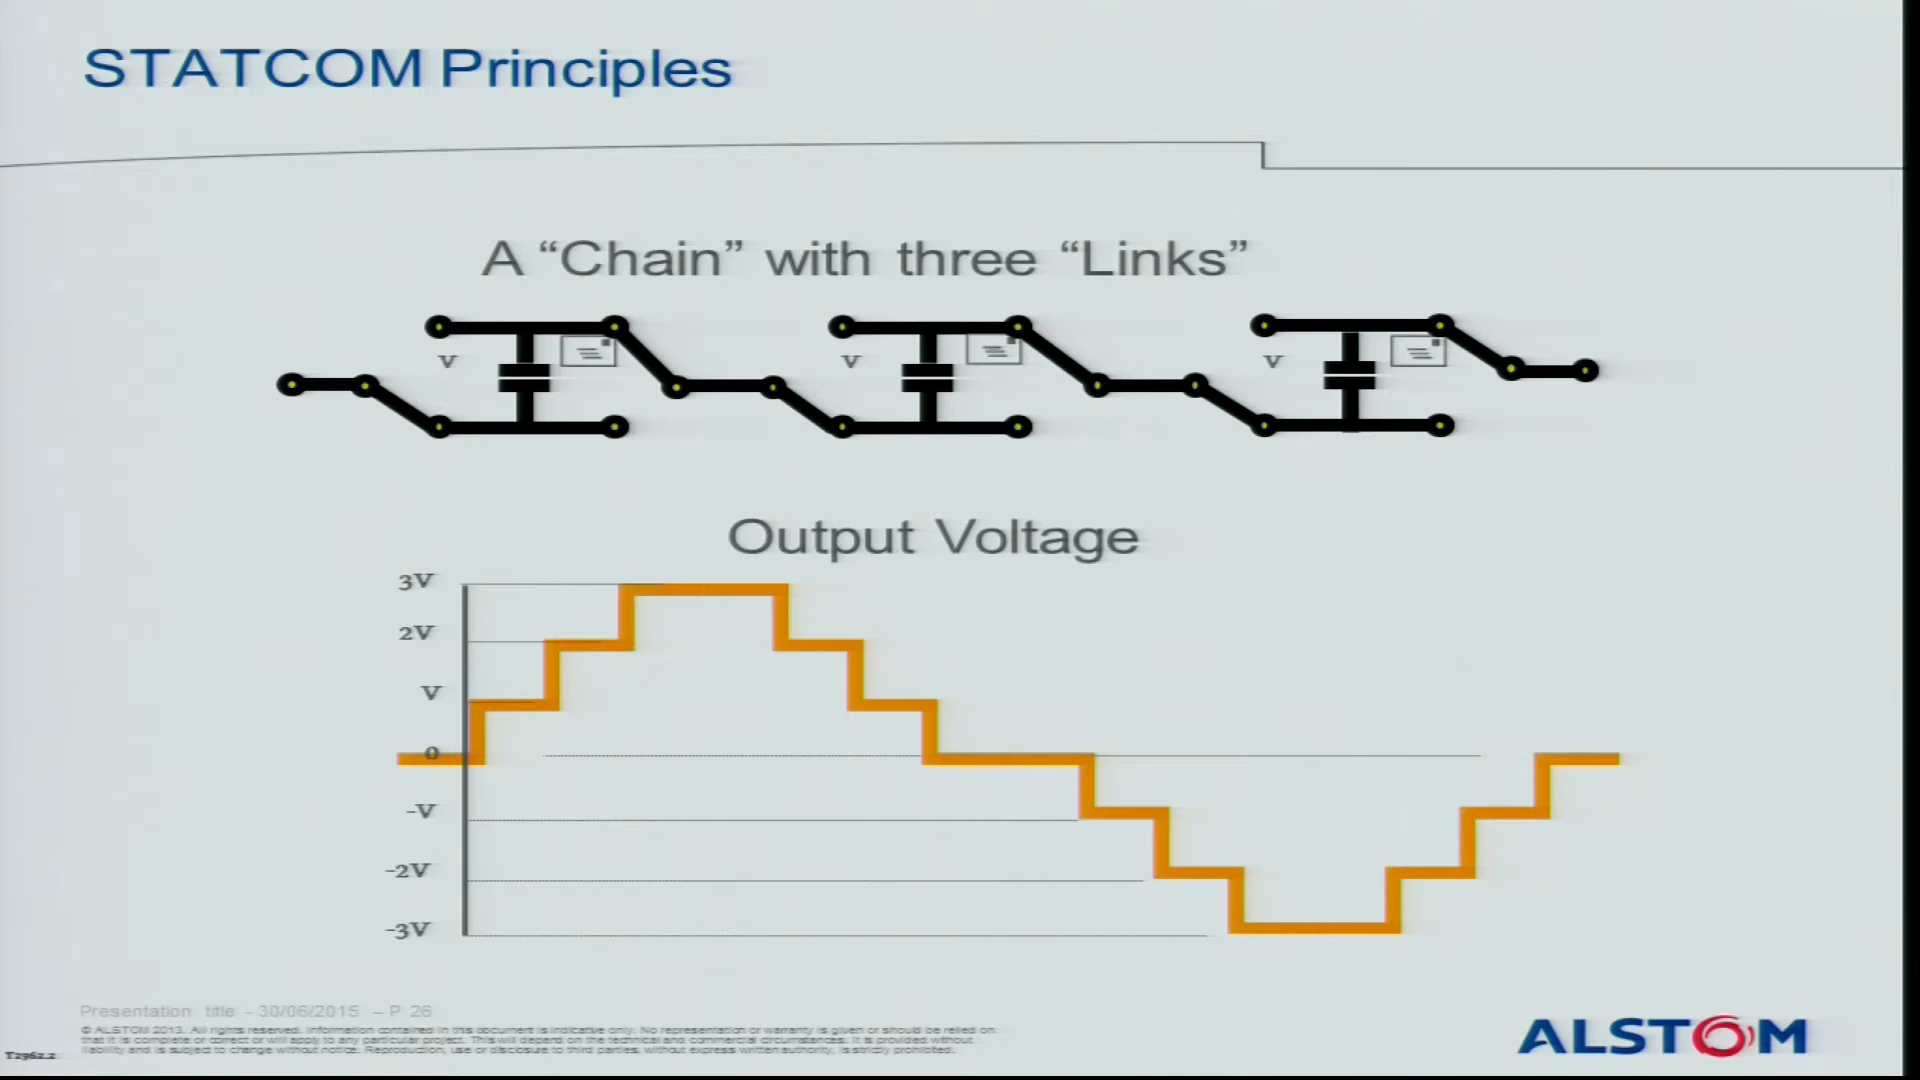 STATCOM Principles
A “Chain” with three “Links”
V
V
V
Output Voltage
3V
2V
V
0
-V
-2V
-3V
Presentation title - 30/06/2015 – P 26
© ALSTOM 2013. All rights reserved. Information contained in this document is indicative only. No representation or warranty is given or should be relied on
that it is complete or correct or will apply to any particular project. This will depend on the technical and commercial circumstances. It is provided without
liability and is subject to change without notice. Reproduction, use or disclosure to third parties, without express written authority, is strictly prohibited.
T2962.2
ALSTOM